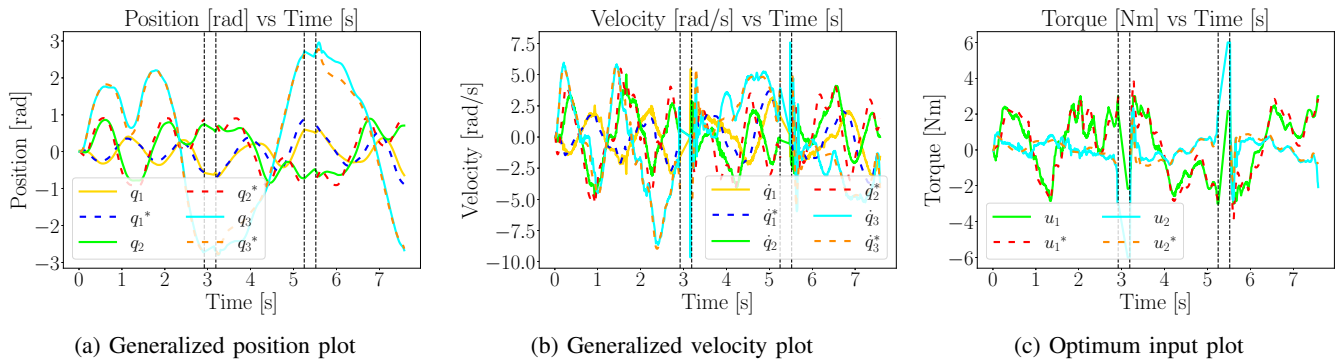 Position [rad] vs Time [s]
Position [rad]
3
2
1
0
−1
−2
−3
q₁
q₁*
q₂
q₂*
q₃
q₃*
0 1 2 3 4 5 6 7
Time [s]
(a) Generalized position plot
Velocity [rad/s] vs Time [s]
Velocity [rad/s]
7.5
5.0
2.5
0.0
−2.5
−5.0
−7.5
−10.0
q̇₁
q̇₁*
q̇₂
q̇₂*
q̇₃
q̇₃*
0 1 2 3 4 5 6 7
Time [s]
(b) Generalized velocity plot
Torque [Nm] vs Time [s]
Torque [Nm]
6
4
2
0
−2
−4
−6
u₁
u₁*
u₂
u₂*
0 1 2 3 4 5 6 7
Time [s]
(c) Optimum input plot